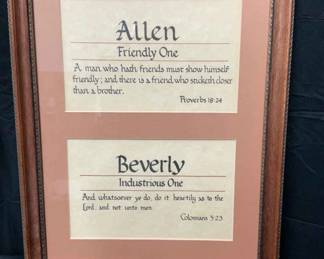 Allen
Friendly One
A man who hath friends must show himself
friendly; and there is a friend who sticketh closer
than a brother.
Proverbs 18:24
Beverly
Industrious One
And whatsoever ye do, do it heartily as to the
Lord, and not unto men.
Colossians 3:23